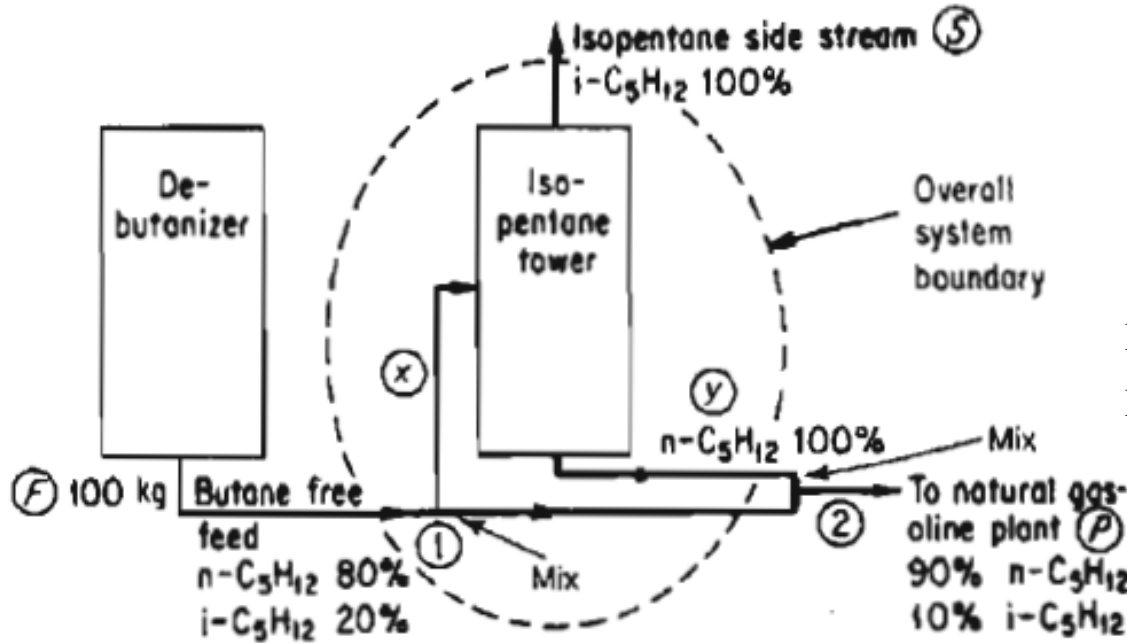 Isopentane side stream Ⓢ
i-C₅H₁₂ 100%
De-
butanizer
Iso-
pentane
tower
Overall
system
boundary
ⓧ
ⓨ
n-C₅H₁₂ 100%
Mix
Ⓕ 100 kg
Butane free
feed
n-C₅H₁₂ 80%
i-C₅H₁₂ 20%
①
Mix
②
To natural gas-
oline plant Ⓟ
90% n-C₅H₁₂
10% i-C₅H₁₂